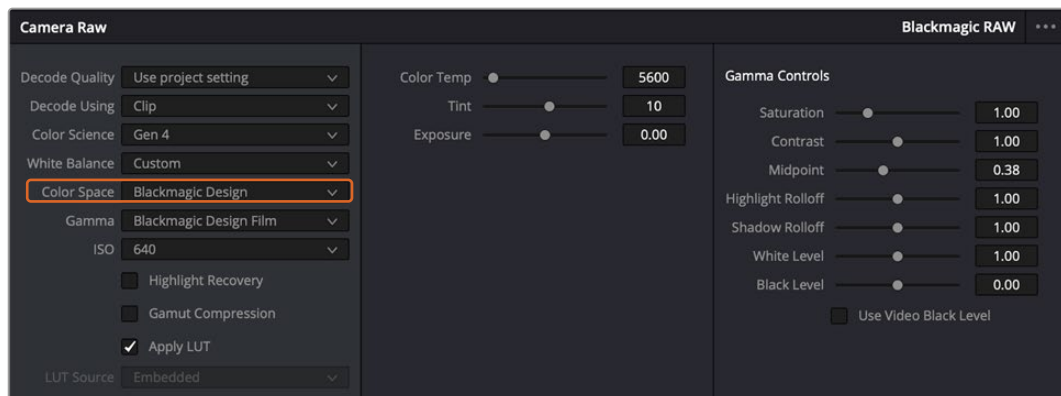 Camera Raw
Blackmagic RAW
Decode Quality Use project setting
Decode Using Clip
Color Science Gen 4
White Balance Custom
Color Space Blackmagic Design
Gamma Blackmagic Design Film
ISO 640
Highlight Recovery
Gamut Compression
Apply LUT
LUT Source Embedded
Color Temp 5600
Tint 10
Exposure 0.00
Gamma Controls
Saturation 1.00
Contrast 1.00
Midpoint 0.38
Highlight Rolloff 1.00
Shadow Rolloff 1.00
White Level 1.00
Black Level 0.00
Use Video Black Level